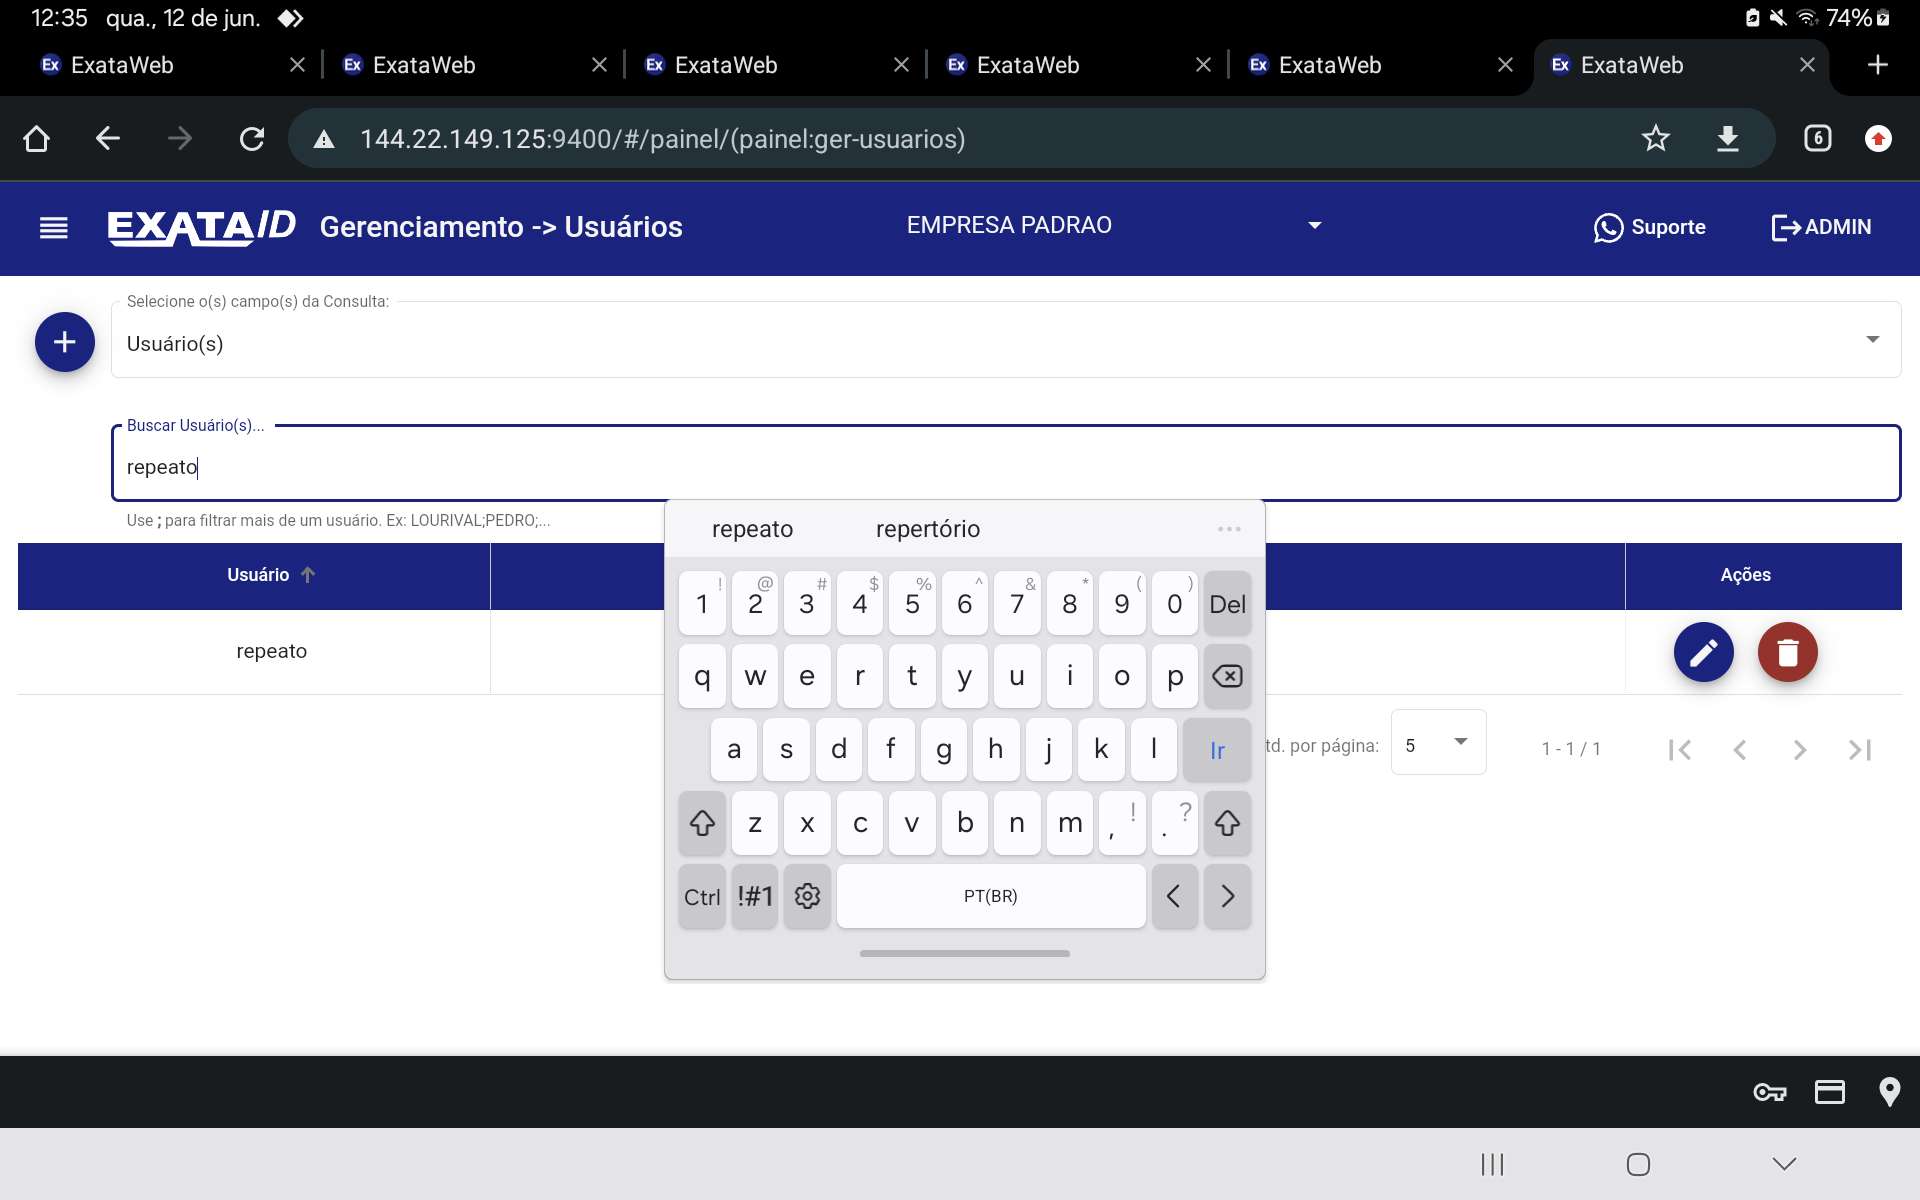 12:35 qua., 12 de jun. 74%
Ex ExataWeb Ex ExataWeb Ex ExataWeb Ex ExataWeb Ex ExataWeb Ex ExataWeb
144.22.149.125:9400/#/painel/(painel:ger-usuarios) 6
EXATA/ID Gerenciamento -> Usuários EMPRESA PADRAO Suporte ADMIN
Selecione o(s) campo(s) da Consulta:
Usuário(s)
Buscar Usuário(s)...
repeato
Use ; para filtrar mais de um usuário. Ex: LOURIVAL;PEDRO;...
repeato repertório ...
Usuário Ações
repeato
1 ! 2 @ 3 # 4 $ 5 % 6 ^ 7 & 8 * 9 ( 0 ) Del
q w e r t y u i o p
a s d f g h j k l Ir
td. por página: 5 1 - 1 / 1
z x c v b n m , ! . ?
Ctrl !#1 PT(BR) < >